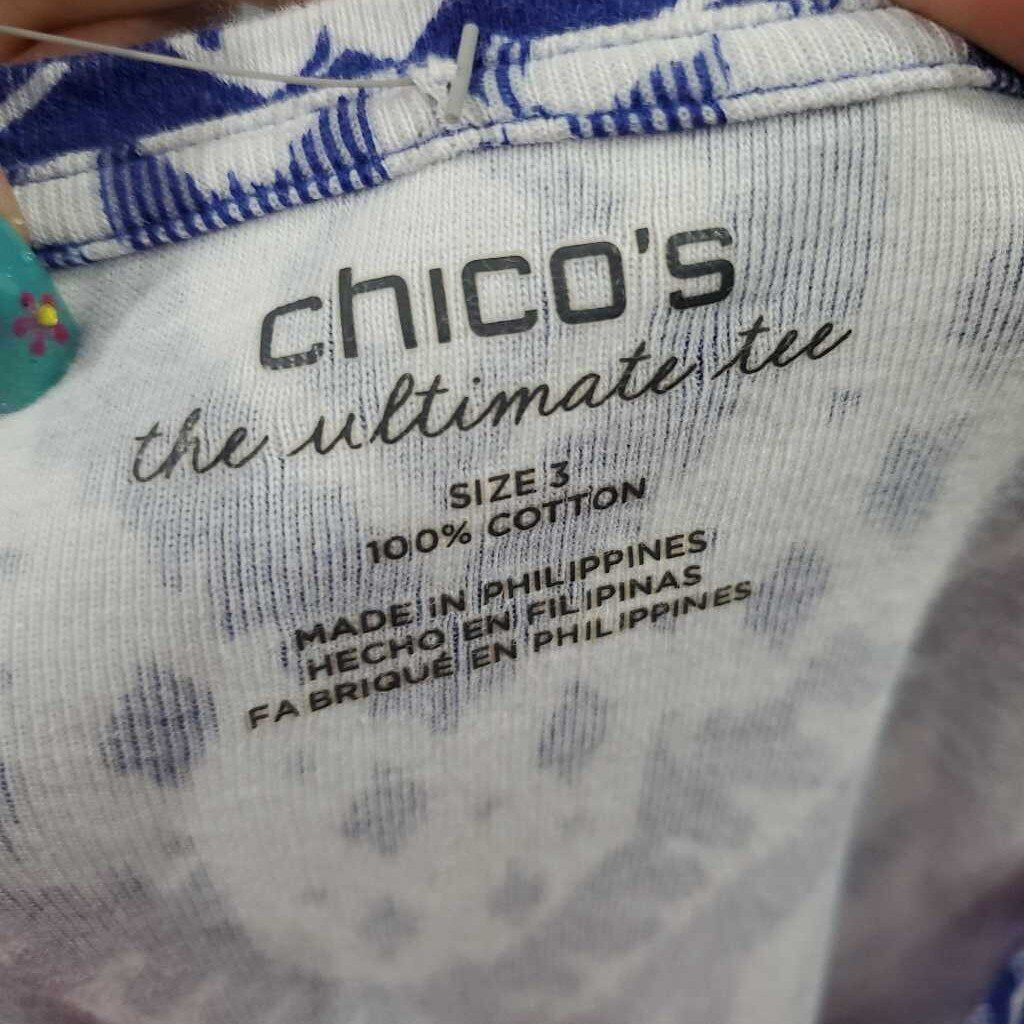 chico's
the ultimate tee
SIZE 3
100% COTTON
MADE IN PHILIPPINES
HECHO EN FILIPINAS
FABRIQUÉ EN PHILIPPINES